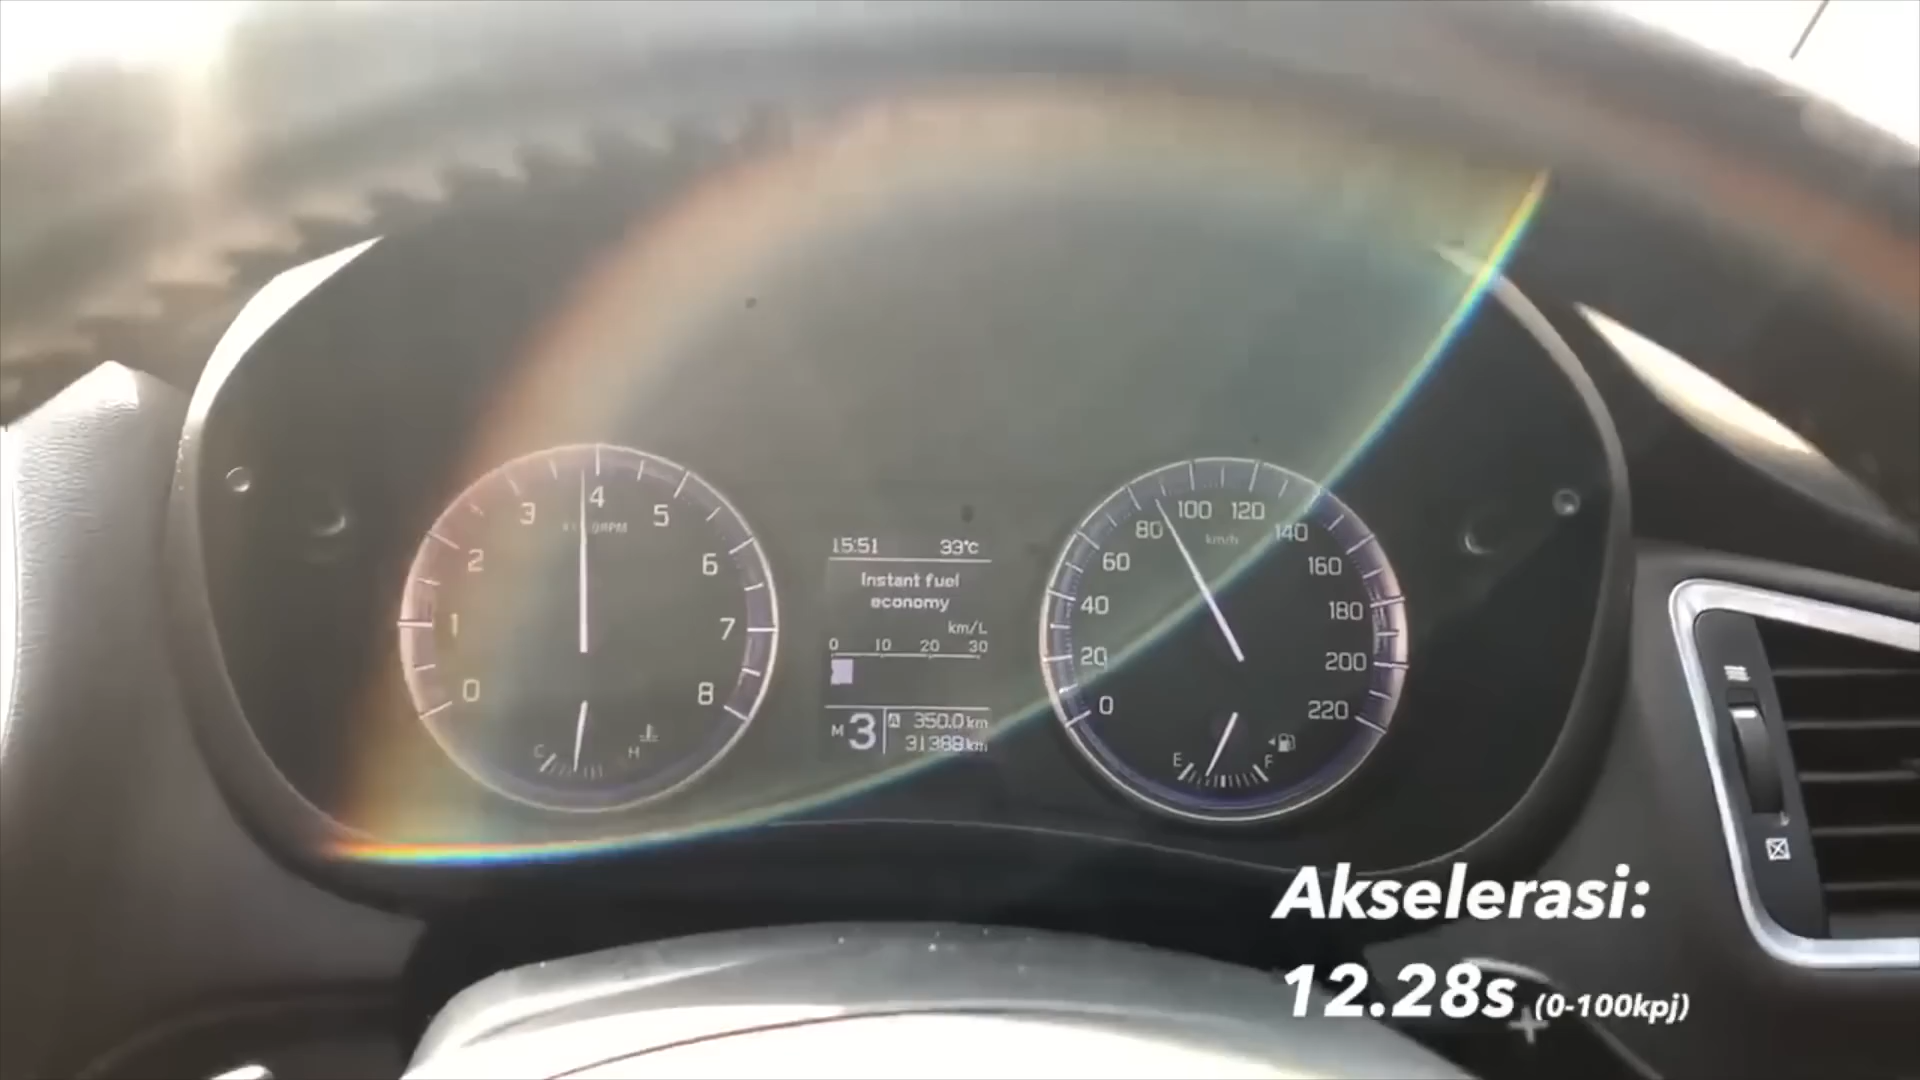 0
1
2
3
4
5
6
7
8
C
H
15:51 33°C
Instant fuel
economy
km/L
0 10 20 30
M 3 A 350.0 km
31388 km
0
20
40
60
80
100
120
140
160
180
200
220
km/h
E
F
Akselerasi:
12.28s (0-100kpj)